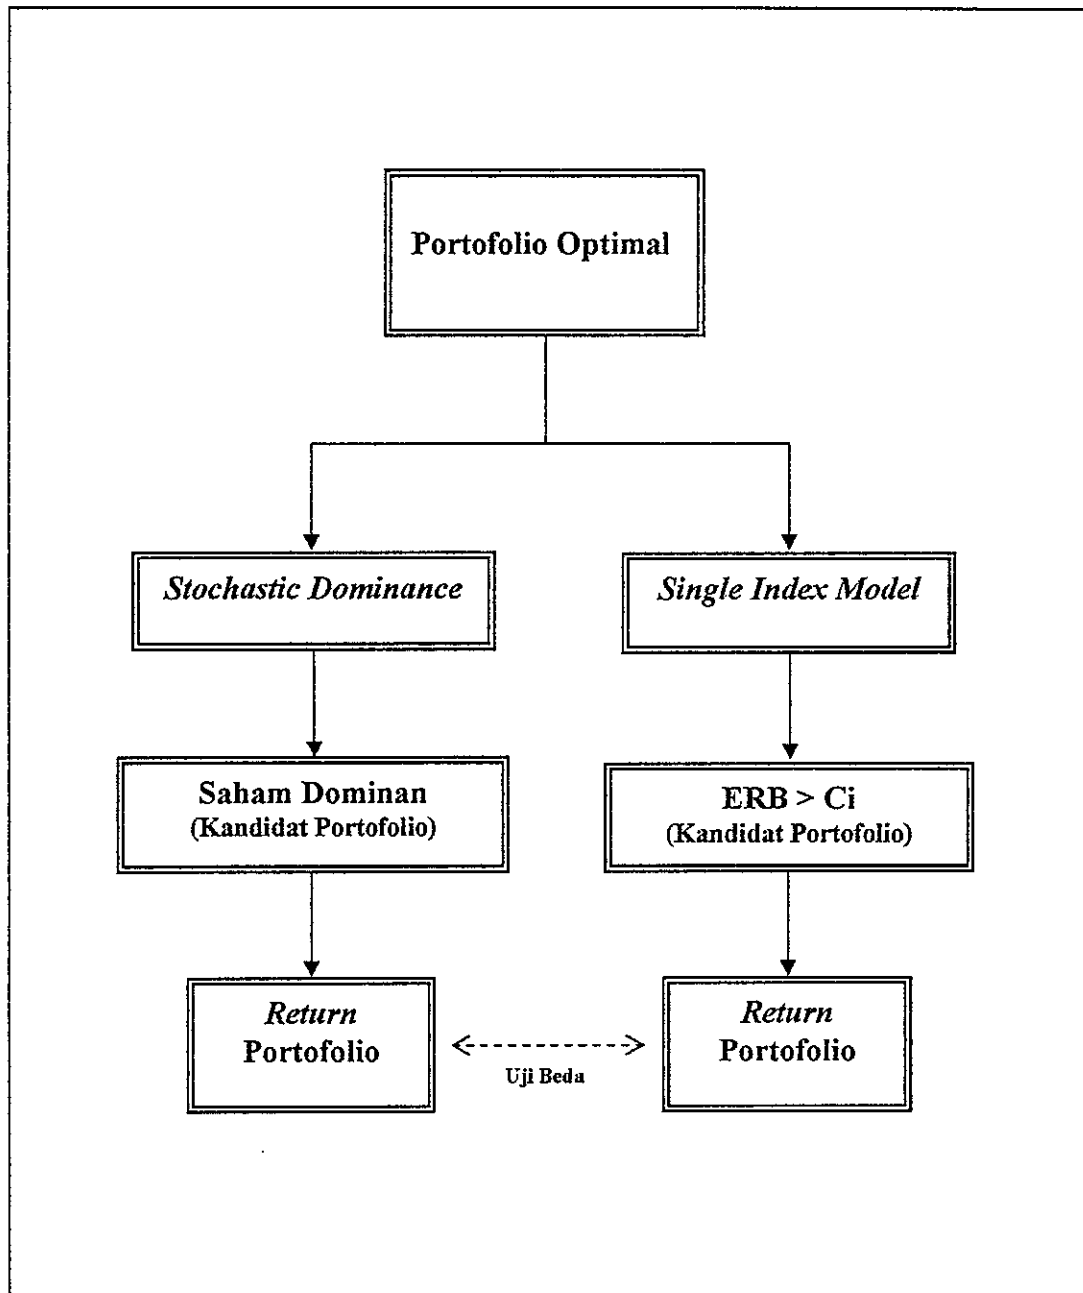 Portofolio Optimal
Stochastic Dominance
Single Index Model
Saham Dominan
(Kandidat Portofolio)
ERB > Ci
(Kandidat Portofolio)
Return
Portofolio
Uji Beda
Return
Portofolio